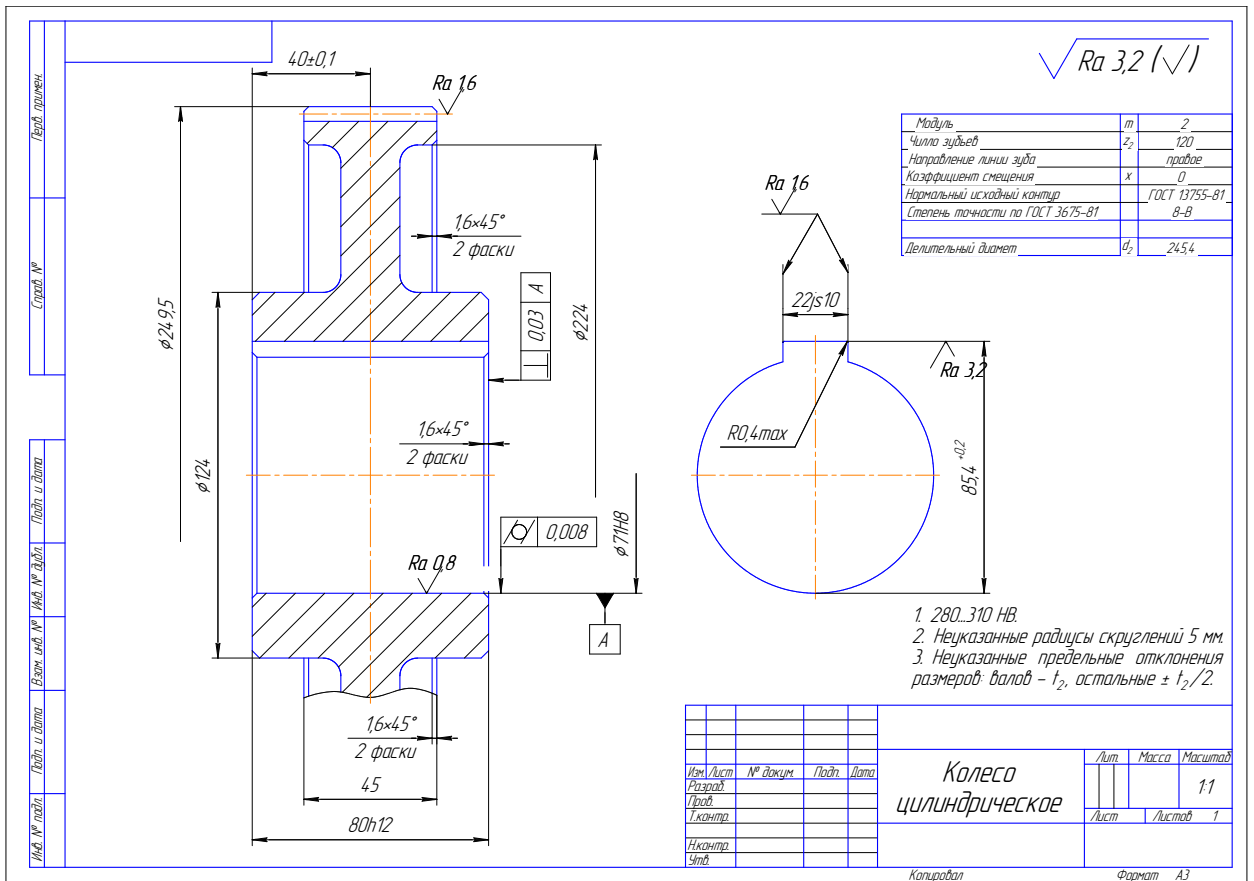 40±0,1
Ra 1,6
Ra 3,2 (√)
Перв. примен.
Справ. №
Подп. и дата
Инв. № дубл.
Взам. инв. №
Подп. и дата
Инв. № подл.
Модуль m 2
Чилло зубьев z₂ 120
Направление линии зуба правое
Коэффициент смещения x 0
Нормальный исходный контур ГОСТ 13755-81
Степень точности по ГОСТ 3675-81 8-В
Делительный диамет d₂ 245,4
Ra 1,6
1,6×45°
2 фаски
⌀249,5
⊥ 0,03 А
⌀224
22js10
Ra 3,2
R0,4max
1,6×45°
2 фаски
⌀124
85,4 +0,2
0,008
⌀71H8
Ra 0,8
А
1. 280...310 HB.
2. Неуказанные радиусы скруглений 5 мм.
3. Неуказанные предельные отклонения
размеров: валов - t₂, остальные ± t₂/2.
1,6×45°
2 фаски
45
80h12
Изм. Лист № докум. Подп. Дата
Разраб.
Пров.
Т.контр.
Н.контр.
Утв.
Колесо
цилиндрическое
Лит. Масса Масштаб
1:1
Лист Листов 1
Копировал Формат А3